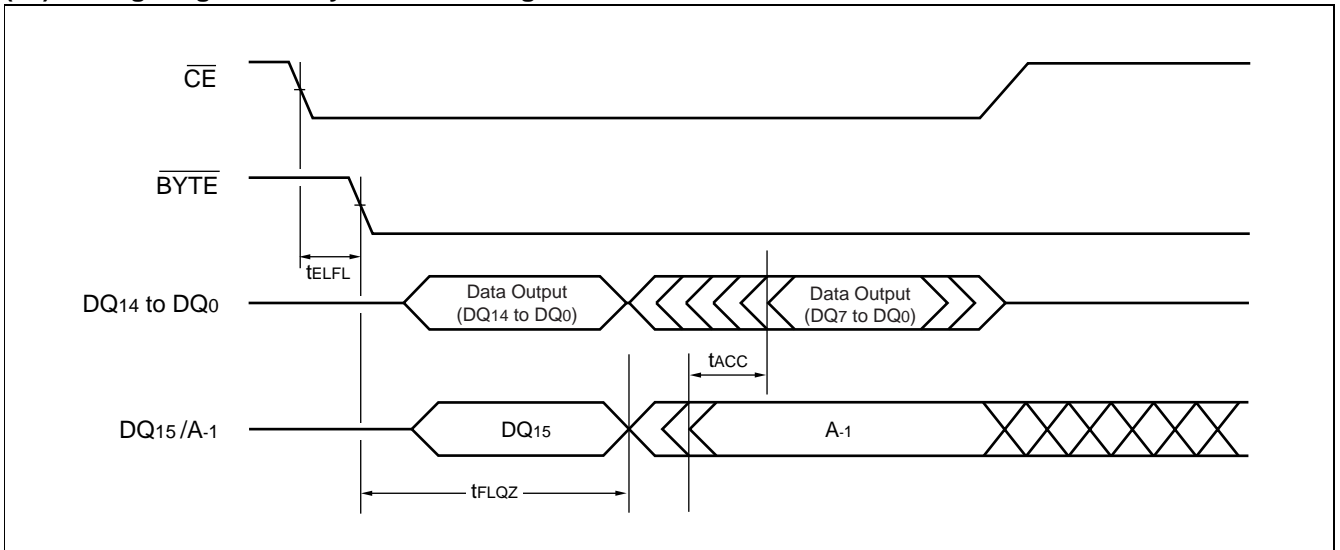 CE
BYTE
tELFL
DQ14 to DQ0
Data Output
(DQ14 to DQ0)
Data Output
(DQ7 to DQ0)
tACC
DQ15/A-1
DQ15
A-1
tFLQZ